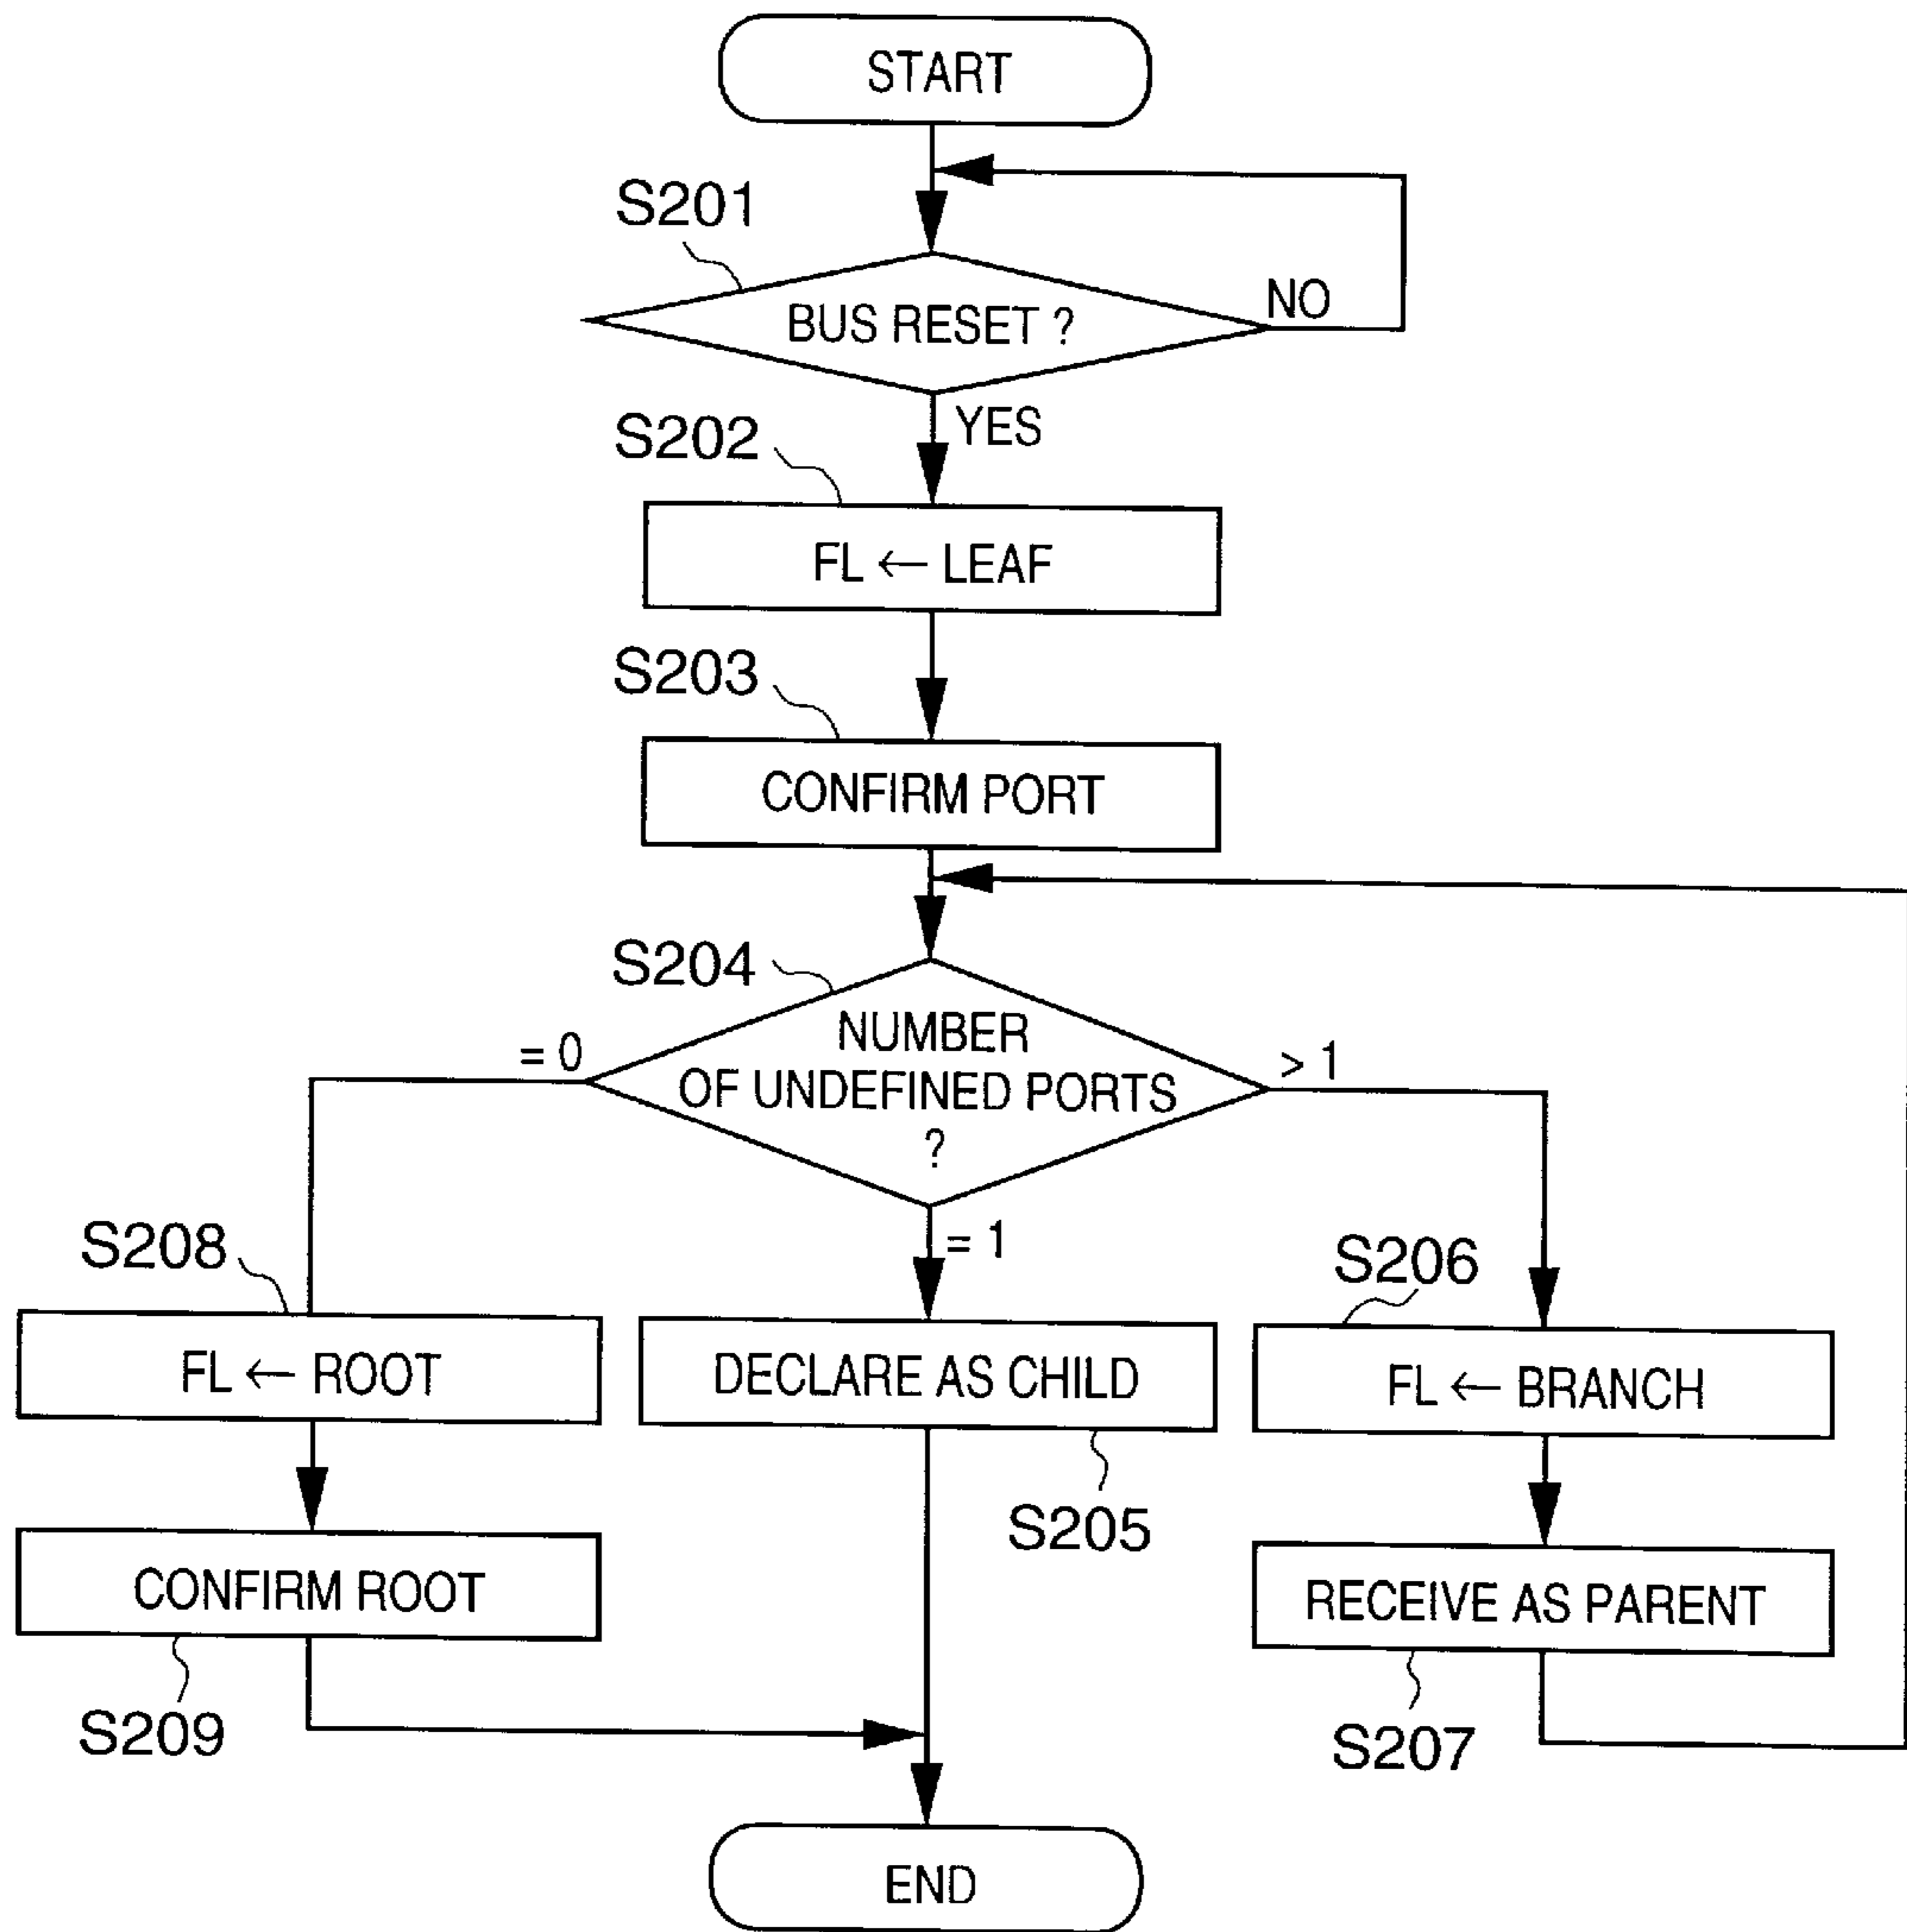 START
S201
BUS RESET ?
NO
YES
S202
FL ← LEAF
S203
CONFIRM PORT
S204
NUMBER
OF UNDEFINED PORTS
?
= 0
> 1
= 1
S208
FL ← ROOT
DECLARE AS CHILD
S205
S206
FL ← BRANCH
CONFIRM ROOT
S209
RECEIVE AS PARENT
S207
END